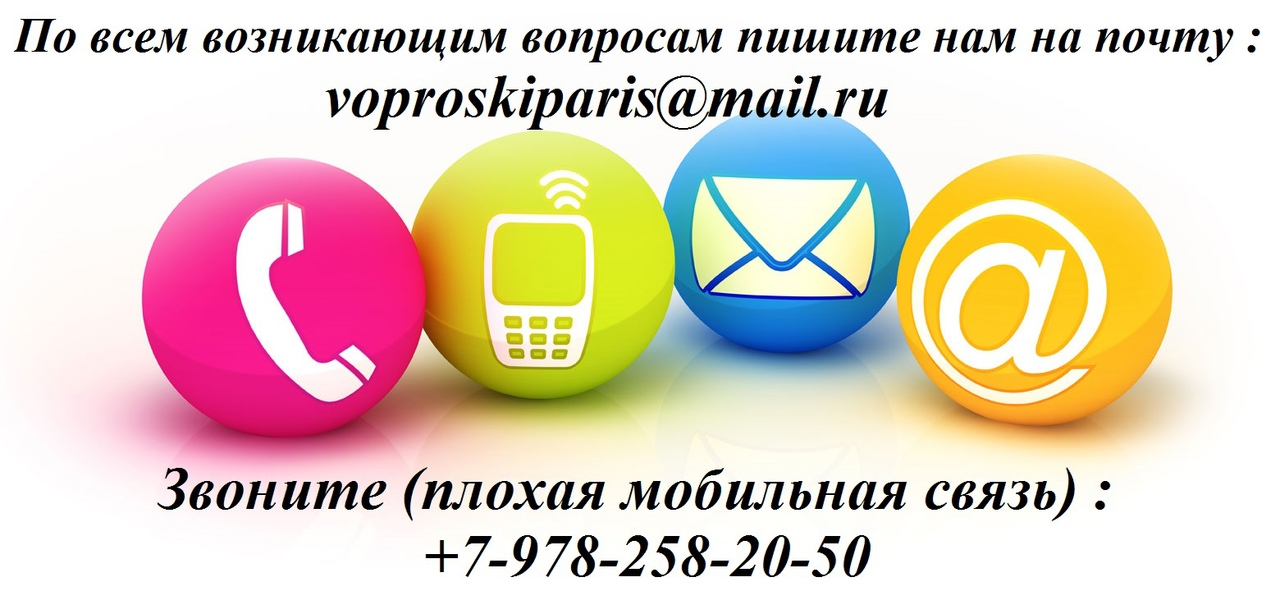 По всем возникающим вопросам пишите нам на почту :
voproskiparis@mail.ru
@
Звоните (плохая мобильная связь) :
+7-978-258-20-50